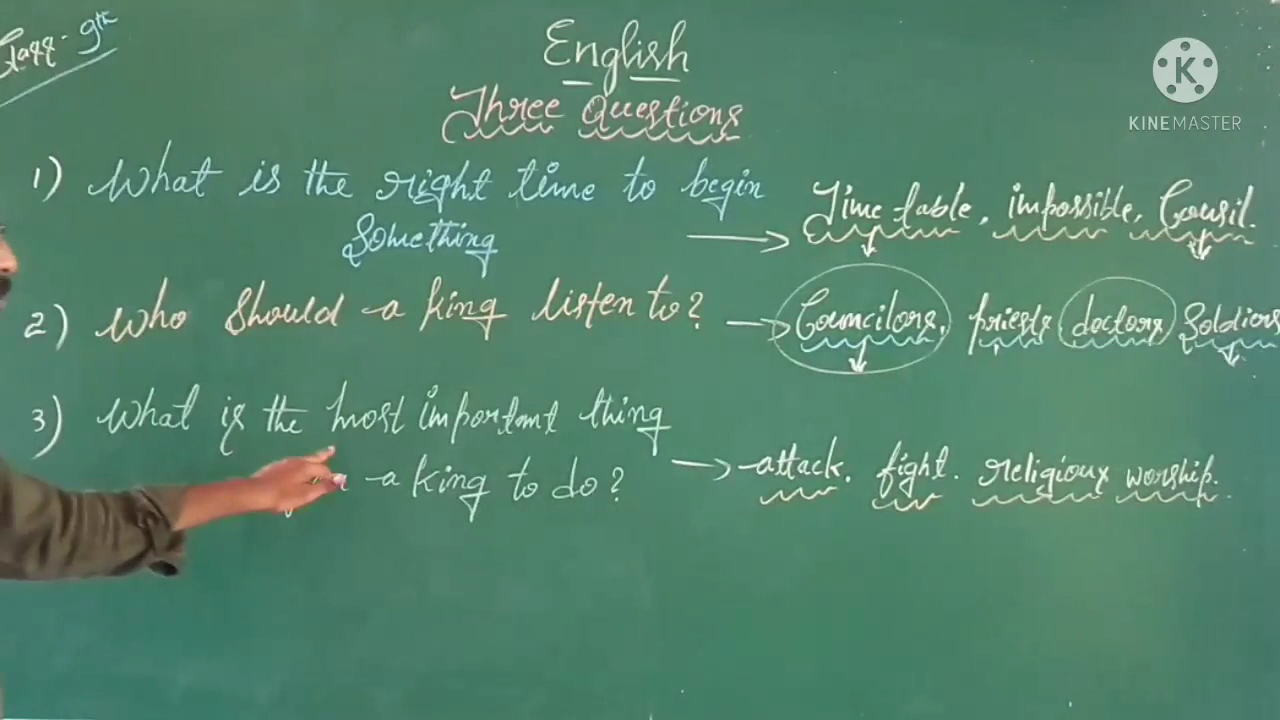 Class - 9th
English
Three Questions
1) What is the right time to begin
Something
→ Time table, impossible, Cousil.
2) Who Should a king listen to?
→ Councilors, priests, doctors, Soldiers
3) What is the most important thing
a king to do?
→ attack. fight. religious worship.
K
KINEMASTER